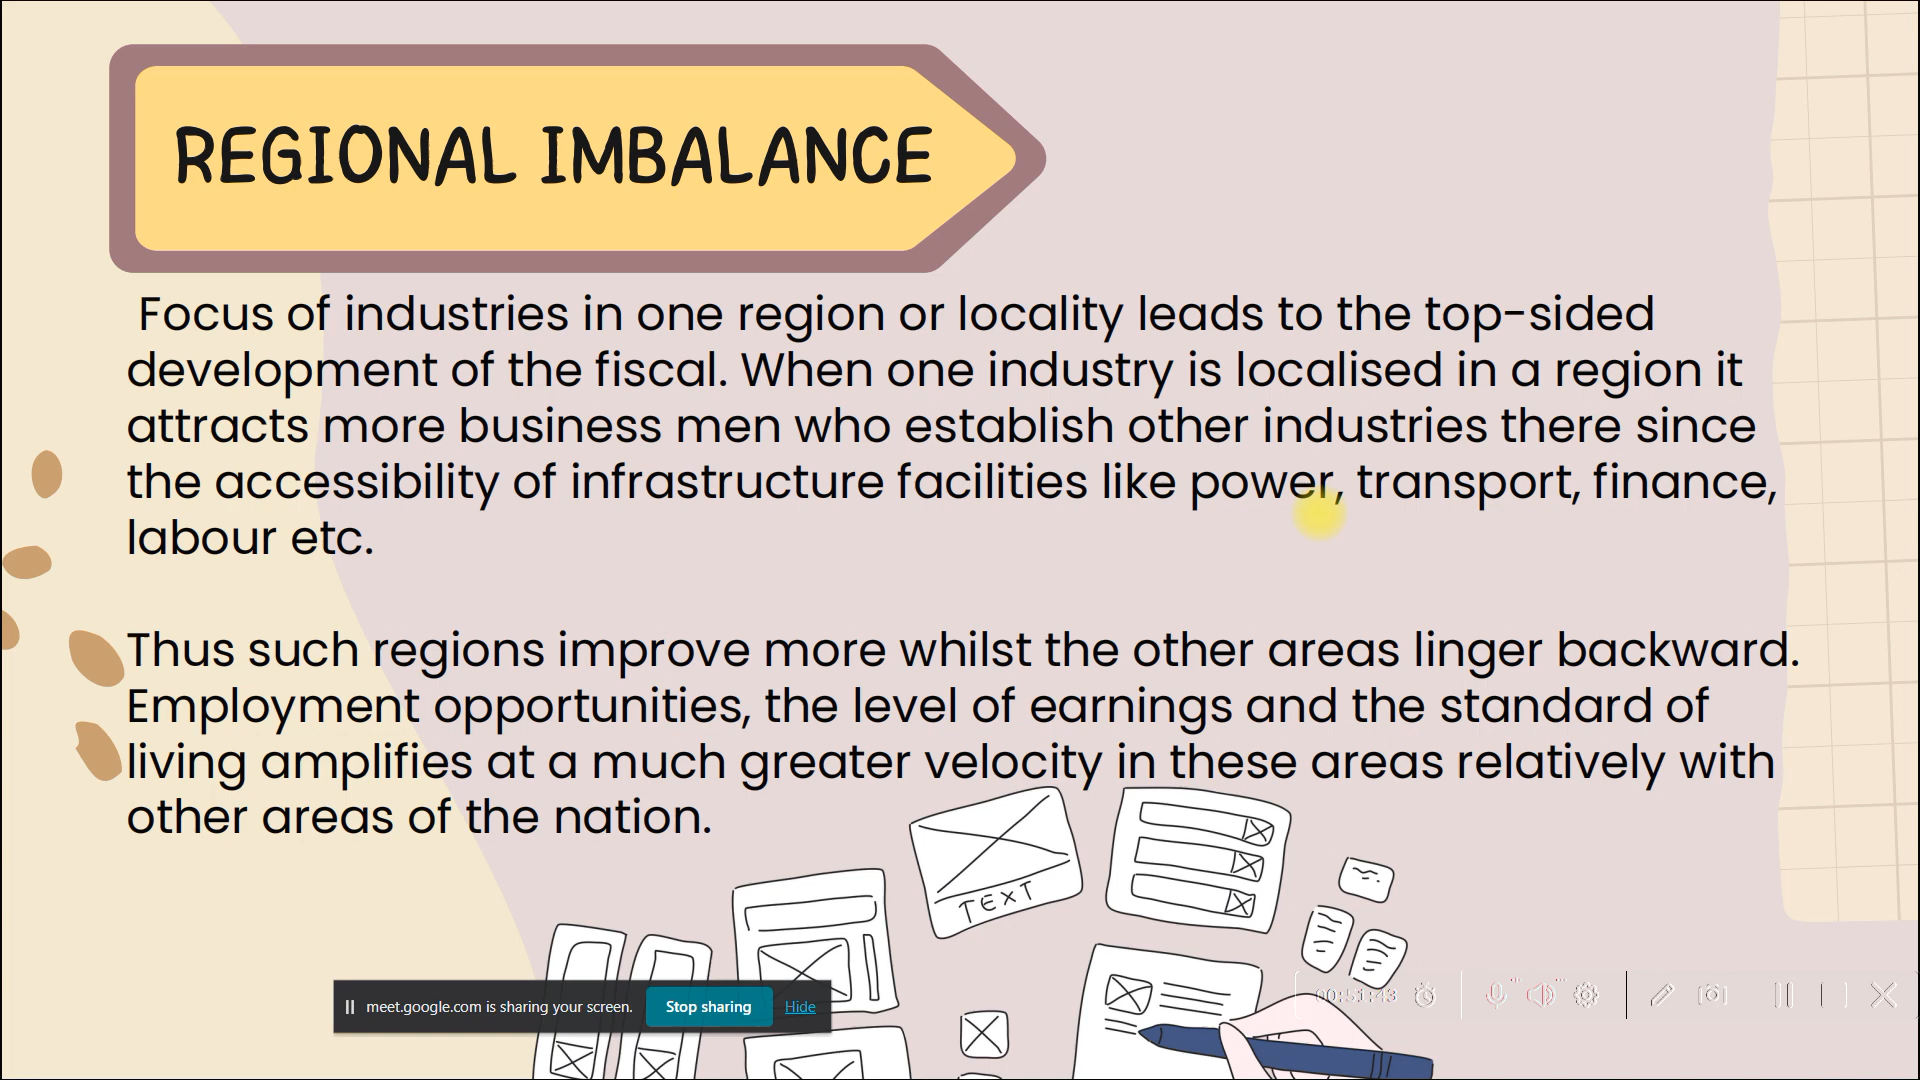 REGIONAL IMBALANCE
Focus of industries in one region or locality leads to the top-sided
development of the fiscal. When one industry is localised in a region it
attracts more business men who establish other industries there since
the accessibility of infrastructure facilities like power, transport, finance,
labour etc.
Thus such regions improve more whilst the other areas linger backward.
Employment opportunities, the level of earnings and the standard of
living amplifies at a much greater velocity in these areas relatively with
other areas of the nation.
TEXT
meet.google.com is sharing your screen. Stop sharing Hide
00:51:43